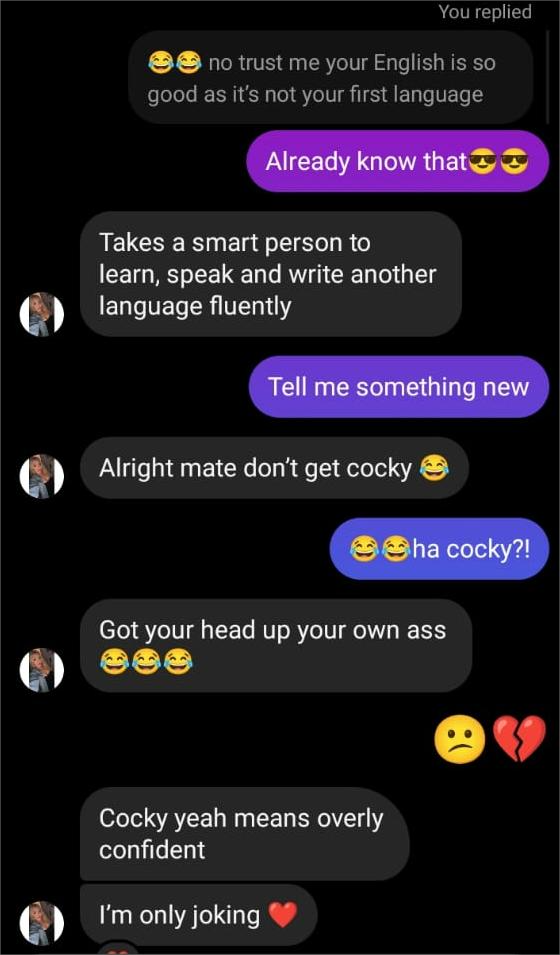 You replied
😂😂 no trust me your English is so
good as it's not your first language
Already know that😎😎
Takes a smart person to
learn, speak and write another
language fluently
Tell me something new
Alright mate don't get cocky 😂
😂😂ha cocky?!
Got your head up your own ass
😂😂😂
😕💔
Cocky yeah means overly
confident
I'm only joking ❤️